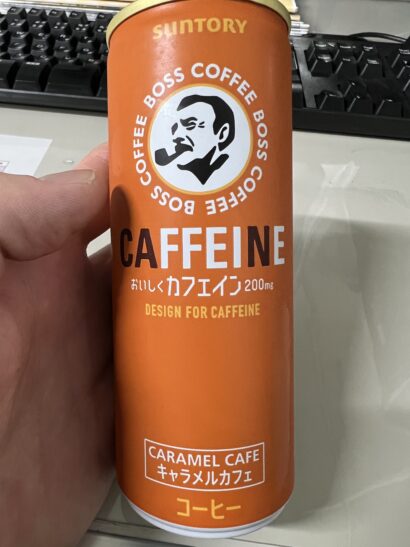 SUNTORY
BOSS COFFEE BOSS COFFEE BOSS COFFEE
CAFFEINE
おいしくカフェイン200mg
DESIGN FOR CAFFEINE
CARAMEL CAFE
キャラメルカフェ
コーヒー